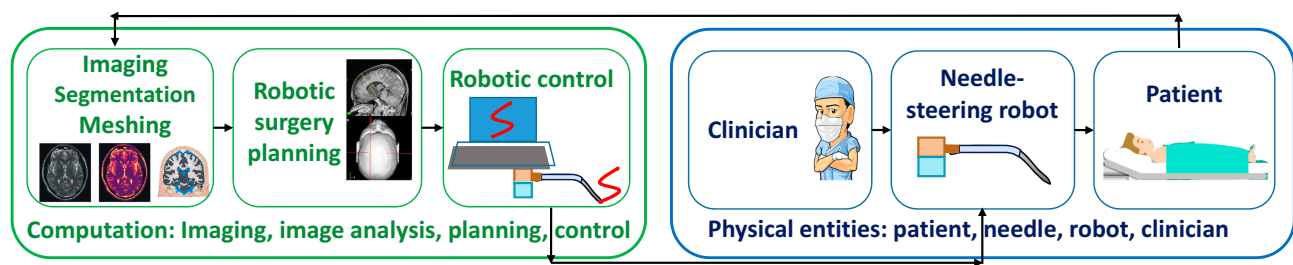 Imaging
Segmentation
Meshing
Robotic
surgery
planning
Robotic control
Computation: Imaging, image analysis, planning, control
Clinician
Needle-
steering robot
Patient
Physical entities: patient, needle, robot, clinician